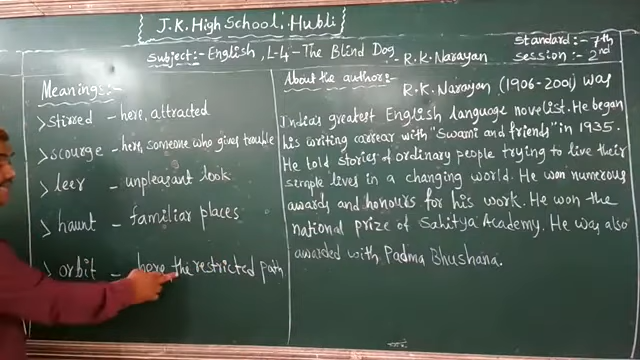 J.K. High School:- Hubli
Subject:- English, L-4:- The Blind Dog
- R.K. Narayan
Standard:- 7th
Session:- 2nd
Meanings:-
>stirred - here, attracted
>scourge - here, someone who gives trouble
>leer - unpleasant look
>haunt - familiar places
>orbit - here the restricted path
About the author:-
R.K. Narayan (1906-2001) was
India's greatest English language novelist. He began
his writing carrear with "Swami and friends" in 1935.
He told stories of ordinary people trying to live their
simple lives in a changing world. He won numerous
awards and honours for his work. He won the
national prize of Sahitya Academy. He was also
awarded with Padma Bhushana.